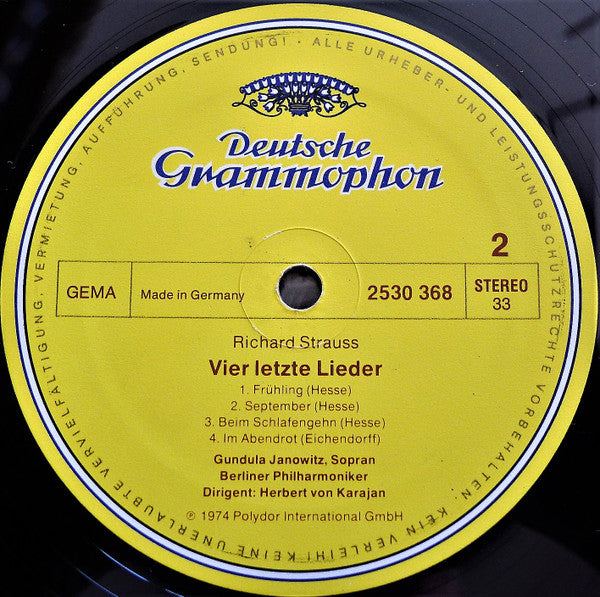 ALLE URHEBER- UND LEISTUNGSSCHUTZRECHTE VORBEHALTEN. KEIN VERLEIH! KEINE UNERLAUBTE VERVIELFÄLTIGUNG, VERMIETUNG, AUFFÜHRUNG, SENDUNG! -
Deutsche
Grammophon
2
GEMA
Made in Germany
2530 368
STEREO
33
Richard Strauss
Vier letzte Lieder
1. Frühling (Hesse)
2. September (Hesse)
3. Beim Schlafengehn (Hesse)
4. Im Abendrot (Eichendorff)
Gundula Janowitz, Sopran
Berliner Philharmoniker
Dirigent: Herbert von Karajan
℗ 1974 Polydor International GmbH